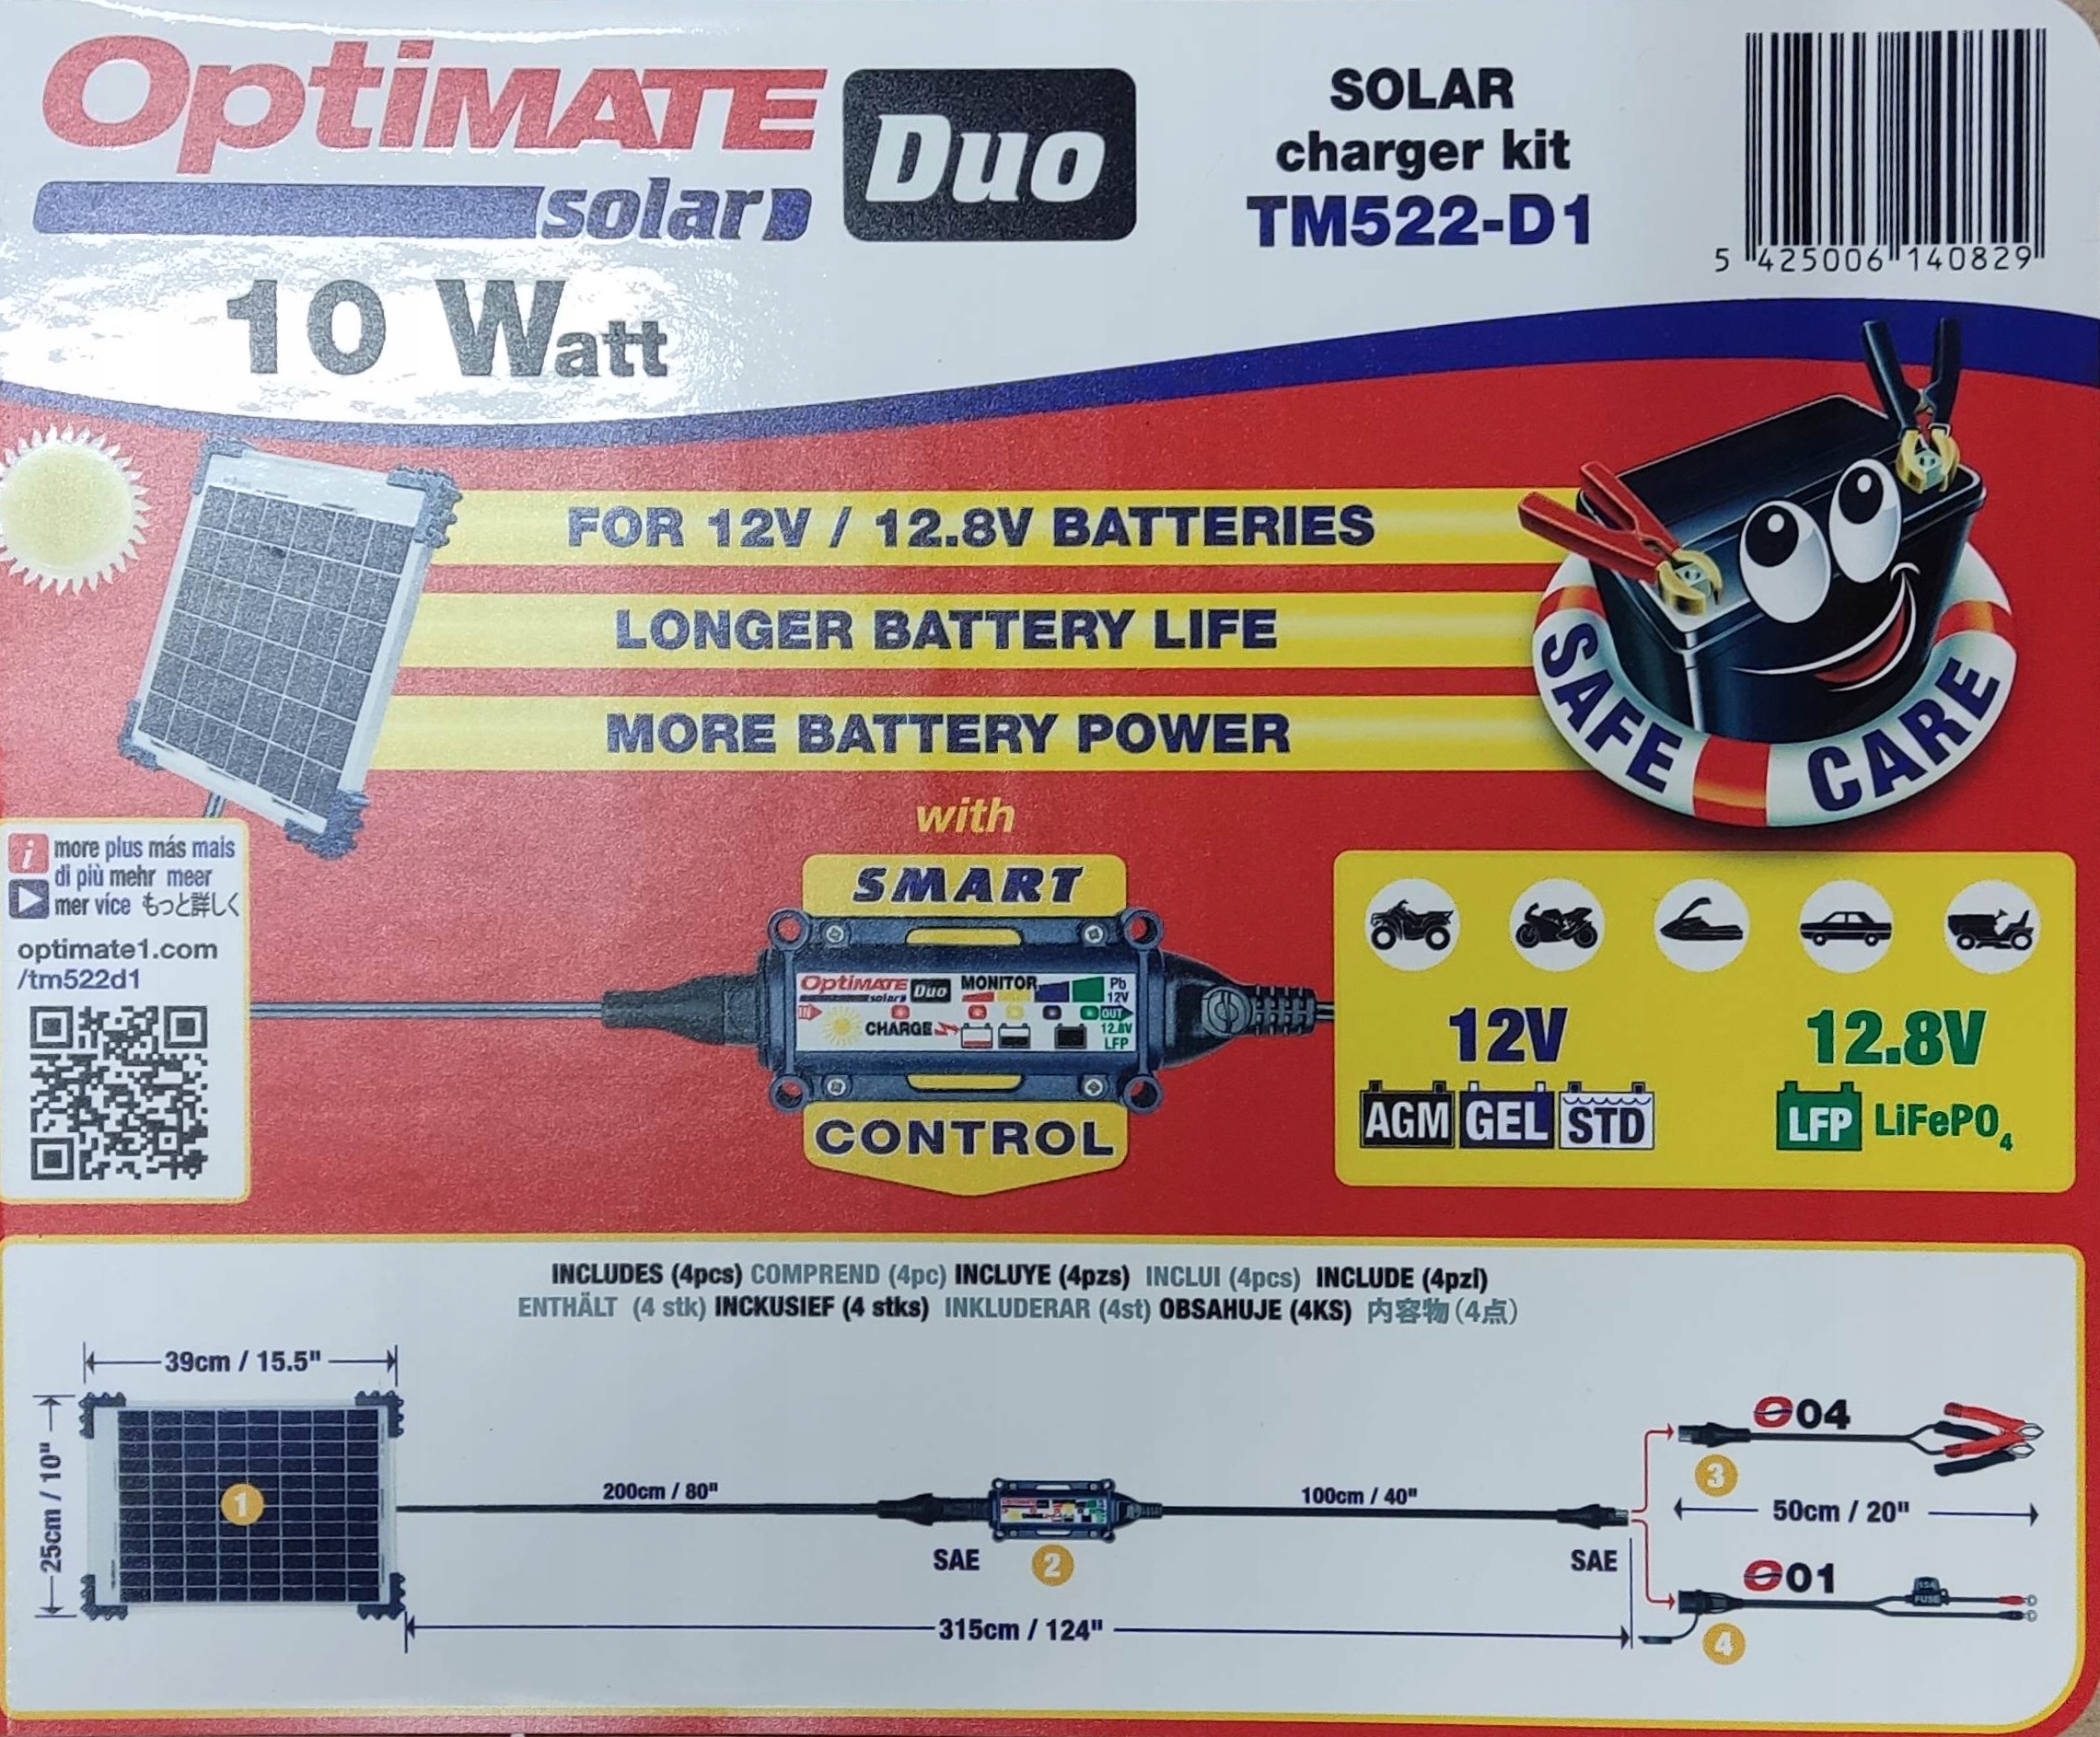 OptiMATE
solar
Duo
SOLAR
charger kit
TM522-D1
5 425006 140829
10 Watt
FOR 12V / 12.8V BATTERIES
LONGER BATTERY LIFE
MORE BATTERY POWER
SAFE CARE
with
SMART
CONTROL
i more plus más mais
di più mehr meer
mer více もっと詳しく
optimate1.com
/tm522d1
OptiMATE solar Duo MONITOR Pb 12V
IN CHARGE OUT 12.8V LFP
12V
AGM GEL STD
12.8V
LFP LiFePO4
INCLUDES (4pcs) COMPREND (4pc) INCLUYE (4pzs) INCLUI (4pcs) INCLUDE (4pzi)
ENTHÄLT (4 stk) INCKUSIEF (4 stks) INKLUDERAR (4st) OBSAHUJE (4KS) 内容物(4点)
39cm / 15.5"
25cm / 10"
1
200cm / 80"
SAE
2
100cm / 40"
SAE
315cm / 124"
O04
3
50cm / 20"
O01
15A FUSE
4